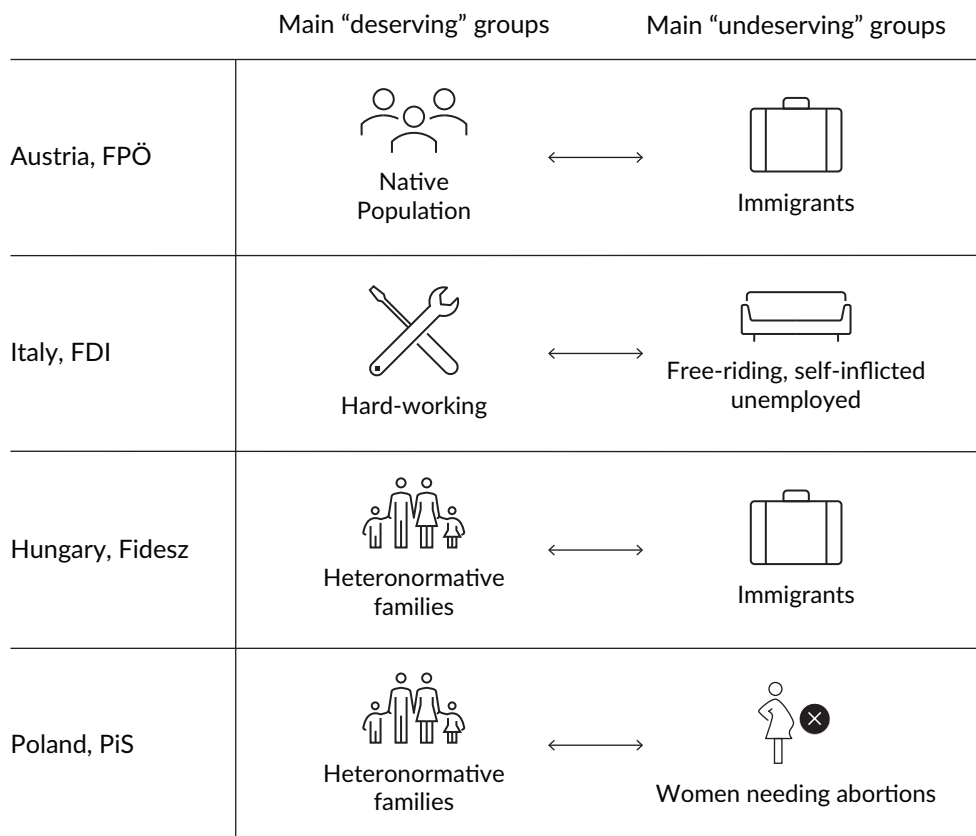 Main “deserving” groups
Main “undeserving” groups
Austria, FPÖ
Native
Population
Immigrants
Italy, FDI
Hard-working
Free-riding, self-inflicted
unemployed
Hungary, Fidesz
Heteronormative
families
Immigrants
Poland, PiS
Heteronormative
families
Women needing abortions